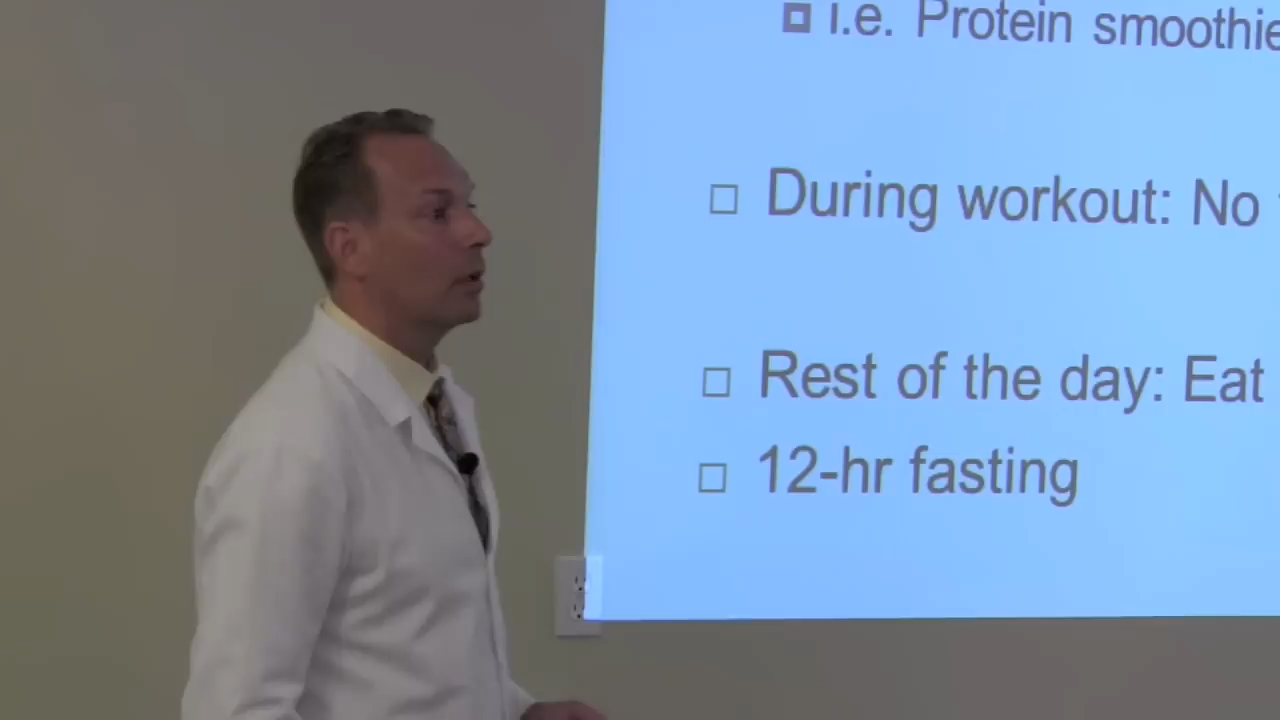 i.e. Protein smoothie
During workout: No
Rest of the day: Eat
12-hr fasting